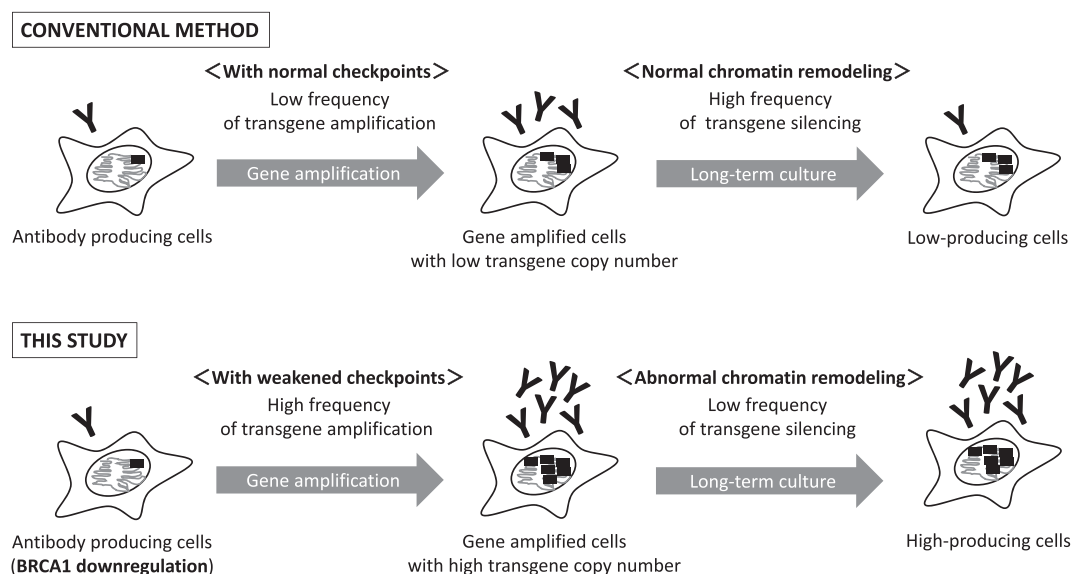 CONVENTIONAL METHOD
<With normal checkpoints>
Low frequency
of transgene amplification
Gene amplification
<Normal chromatin remodeling>
High frequency
of transgene silencing
Long-term culture
Antibody producing cells
Gene amplified cells
with low transgene copy number
Low-producing cells
THIS STUDY
<With weakened checkpoints>
High frequency
of transgene amplification
Gene amplification
<Abnormal chromatin remodeling>
Low frequency
of transgene silencing
Long-term culture
Antibody producing cells
(BRCA1 downregulation)
Gene amplified cells
with high transgene copy number
High-producing cells